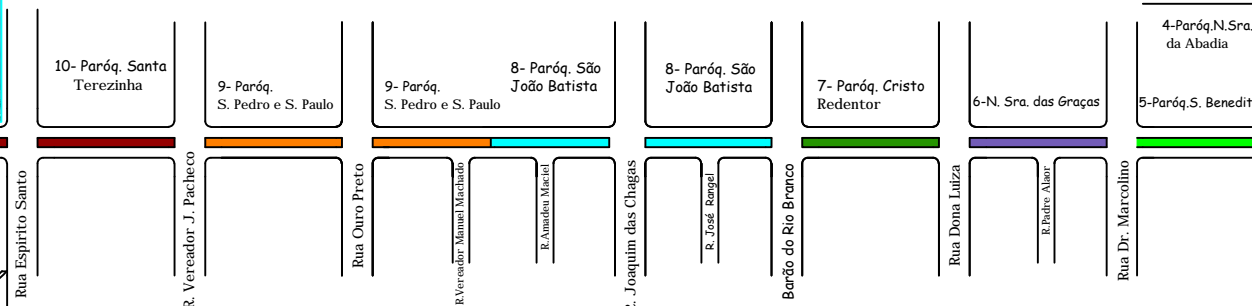 4-Paróq.N.Sra.
da Abadia
10- Paróq. Santa
Terezinha
9- Paróq.
S. Pedro e S. Paulo
9- Paróq.
S. Pedro e S. Paulo
8- Paróq. São
João Batista
8- Paróq. São
João Batista
7- Paróq. Cristo
Redentor
6-N. Sra. das Graças
5-Paróq.S. Benedit
Rua Espirito Santo
R. Vereador J. Pacheco
Rua Ouro Preto
R.Vereador Manuel Machado
R.Amadeu Maciel
R. Joaquim das Chagas
R. José Rangel
Barão do Rio Branco
Rua Dona Luiza
R.Padre Alaor
Rua Dr. Marcolino